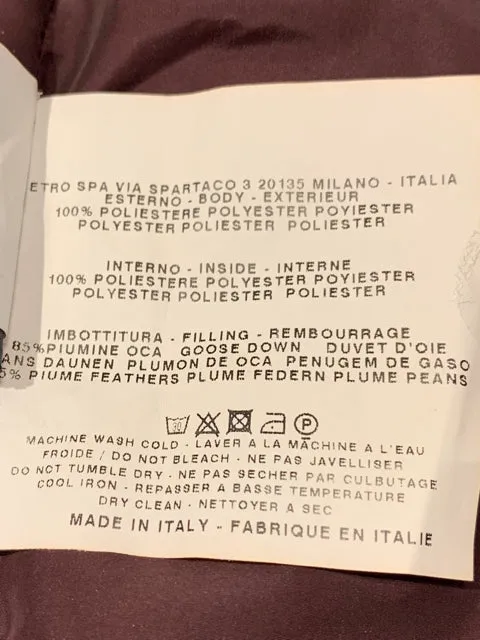 ETRO SPA VIA SPARTACO 3 20135 MILANO - ITALIA
ESTERNO - BODY - EXTERIEUR
100% POLIESTERE POLYESTER POYIESTER
POLYESTER POLIESTER POLIESTER
INTERNO - INSIDE - INTERNE
100% POLIESTERE POLYESTER POYIESTER
POLYESTER POLIESTER POLIESTER
IMBOTTITURA - FILLING - REMBOURRAGE
85%PIUMINE OCA GOOSE DOWN DUVET D'OIE
ANS DAUNEN PLUMON DE OCA PENUGEM DE GASO
5% PIUME FEATHERS PLUME FEDERN PLUME PEANS
30 P
MACHINE WASH COLD - LAVER A LA MACHINE A L'EAU
FROIDE / DO NOT BLEACH - NE PAS JAVELLISER
DO NOT TUMBLE DRY - NE PAS SECHER PAR CULBUTAGE
COOL IRON - REPASSER A BASSE TEMPERATURE
DRY CLEAN - NETTOYER A SEC
MADE IN ITALY - FABRIQUE EN ITALIE